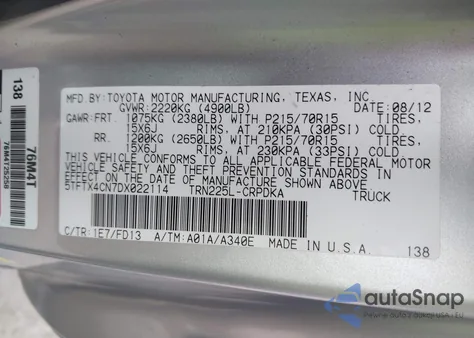 MFD.BY:TOYOTA MOTOR MANUFACTURING, TEXAS, INC.
GVWR:2220KG (4900LB) DATE: 08/12
GAWR:FRT. 1075KG (2380LB) WITH P215/70R15 TIRES,
15X6J RIMS, AT 210KPA (30PSI) COLD
RR. 1200KG (2650LB) WITH P215/70R15 TIRES,
15X6J RIMS, AT 230KPA (33PSI) COLD
THIS VEHICLE CONFORMS TO ALL APPLICABLE FEDERAL MOTOR
VEHICLE SAFETY AND THEFT PREVENTION STANDARDS IN
EFFECT ON THE DATE OF MANUFACTURE SHOWN ABOVE.
5TFTX4CN7DX022114 TRN225L-CRPDKA TRUCK
C/TR:1E7/FD13 A/TM:A01A/A340E MADE IN U.S.A. 138
138
76M4T
76M4T25258
autoSnap